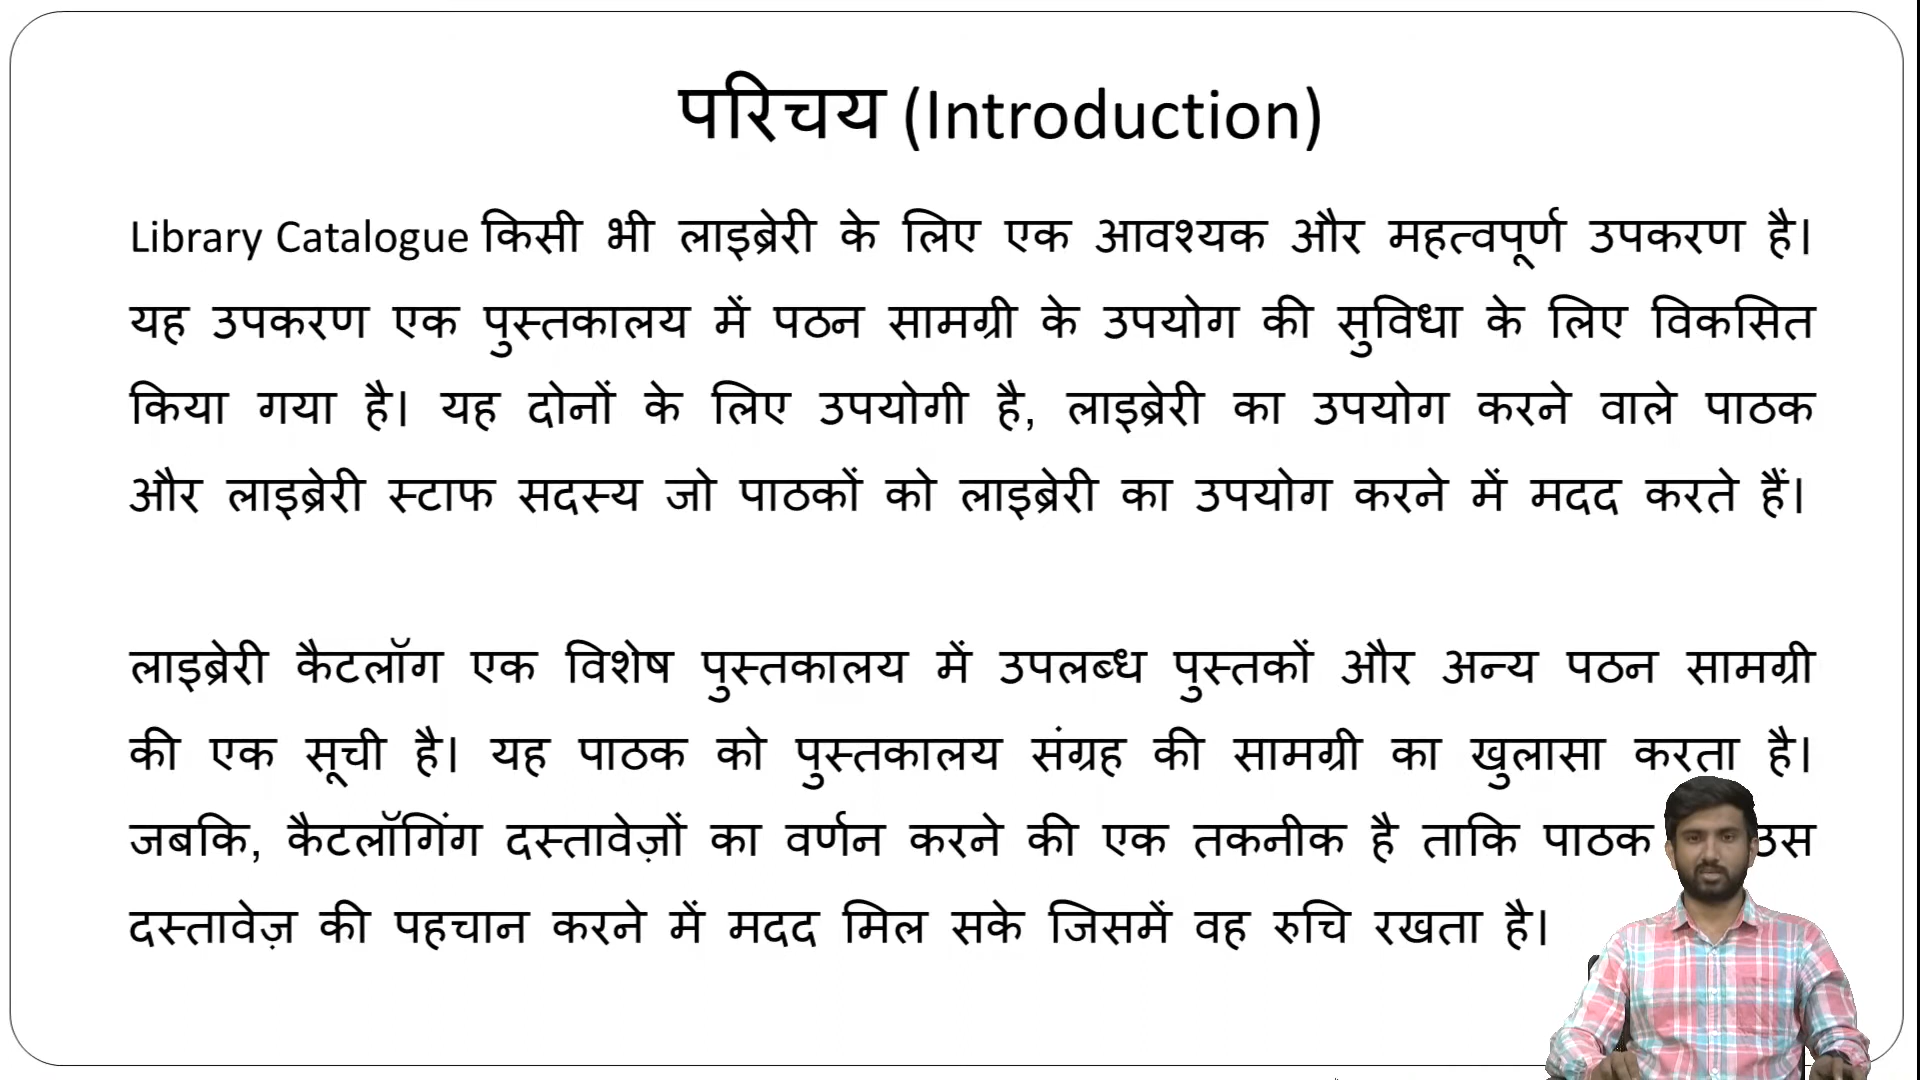 परिचय (Introduction)
Library Catalogue किसी भी लाइब्रेरी के लिए एक आवश्यक और महत्वपूर्ण उपकरण है।
यह उपकरण एक पुस्तकालय में पठन सामग्री के उपयोग की सुविधा के लिए विकसित
किया गया है। यह दोनों के लिए उपयोगी है, लाइब्रेरी का उपयोग करने वाले पाठक
और लाइब्रेरी स्टाफ सदस्य जो पाठकों को लाइब्रेरी का उपयोग करने में मदद करते हैं।
लाइब्रेरी कैटलॉग एक विशेष पुस्तकालय में उपलब्ध पुस्तकों और अन्य पठन सामग्री
की एक सूची है। यह पाठक को पुस्तकालय संग्रह की सामग्री का खुलासा करता है।
जबकि, कैटलॉगिंग दस्तावेज़ों का वर्णन करने की एक तकनीक है ताकि पाठक उस
दस्तावेज़ की पहचान करने में मदद मिल सके जिसमें वह रुचि रखता है।